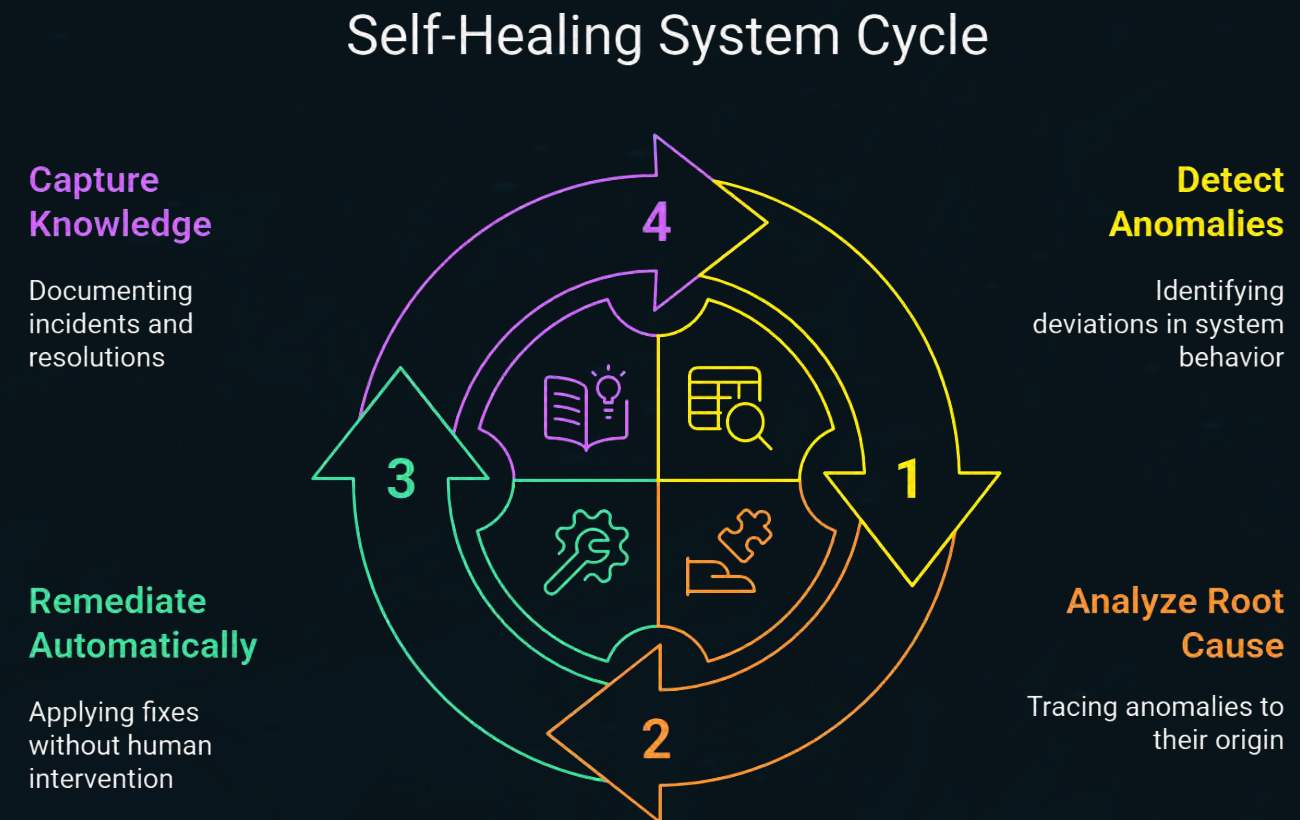 Self-Healing System Cycle
Capture
Knowledge
Documenting
incidents and
resolutions
Detect
Anomalies
Identifying
deviations in system
behavior
4
3
1
2
Remediate
Automatically
Applying fixes
without human
intervention
Analyze Root
Cause
Tracing anomalies to
their origin